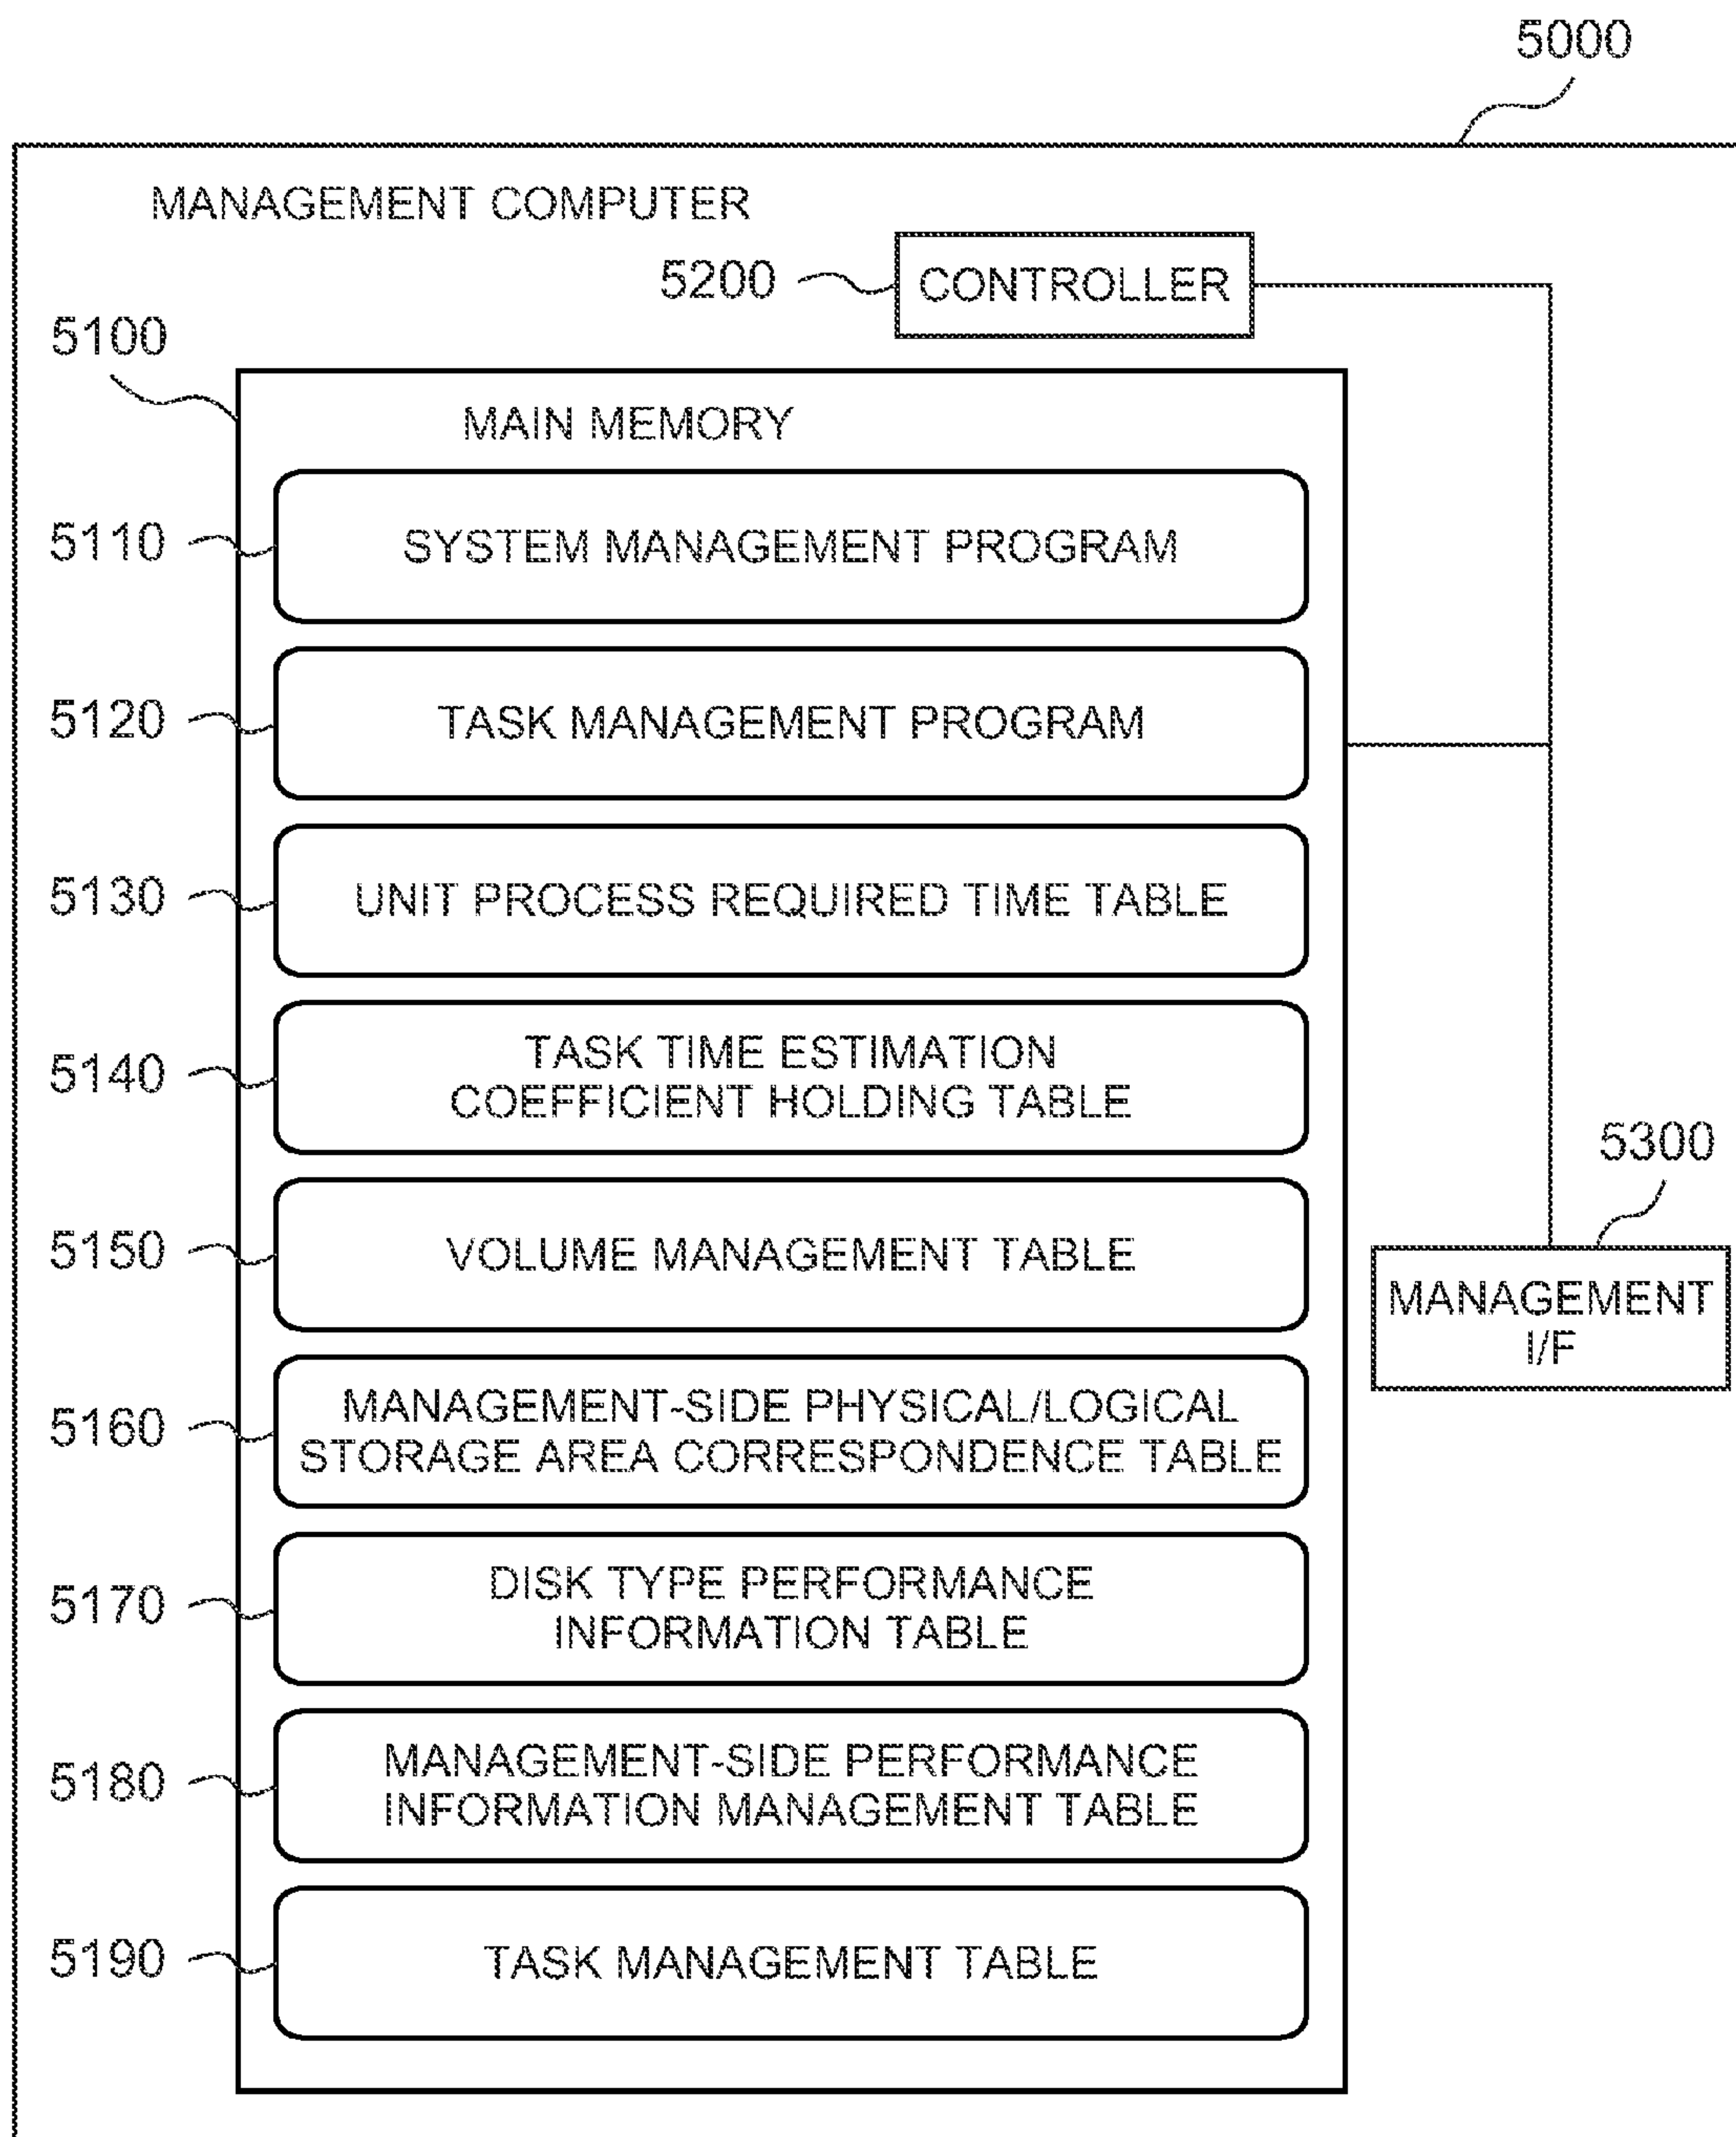 5000
MANAGEMENT COMPUTER
5200
CONTROLLER
5100
MAIN MEMORY
5110
SYSTEM MANAGEMENT PROGRAM
5120
TASK MANAGEMENT PROGRAM
5130
UNIT PROCESS REQUIRED TIME TABLE
5140
TASK TIME ESTIMATION
COEFFICIENT HOLDING TABLE
5300
MANAGEMENT
I/F
5150
VOLUME MANAGEMENT TABLE
5160
MANAGEMENT-SIDE PHYSICAL/LOGICAL
STORAGE AREA CORRESPONDENCE TABLE
5170
DISK TYPE PERFORMANCE
INFORMATION TABLE
5180
MANAGEMENT-SIDE PERFORMANCE
INFORMATION MANAGEMENT TABLE
5190
TASK MANAGEMENT TABLE